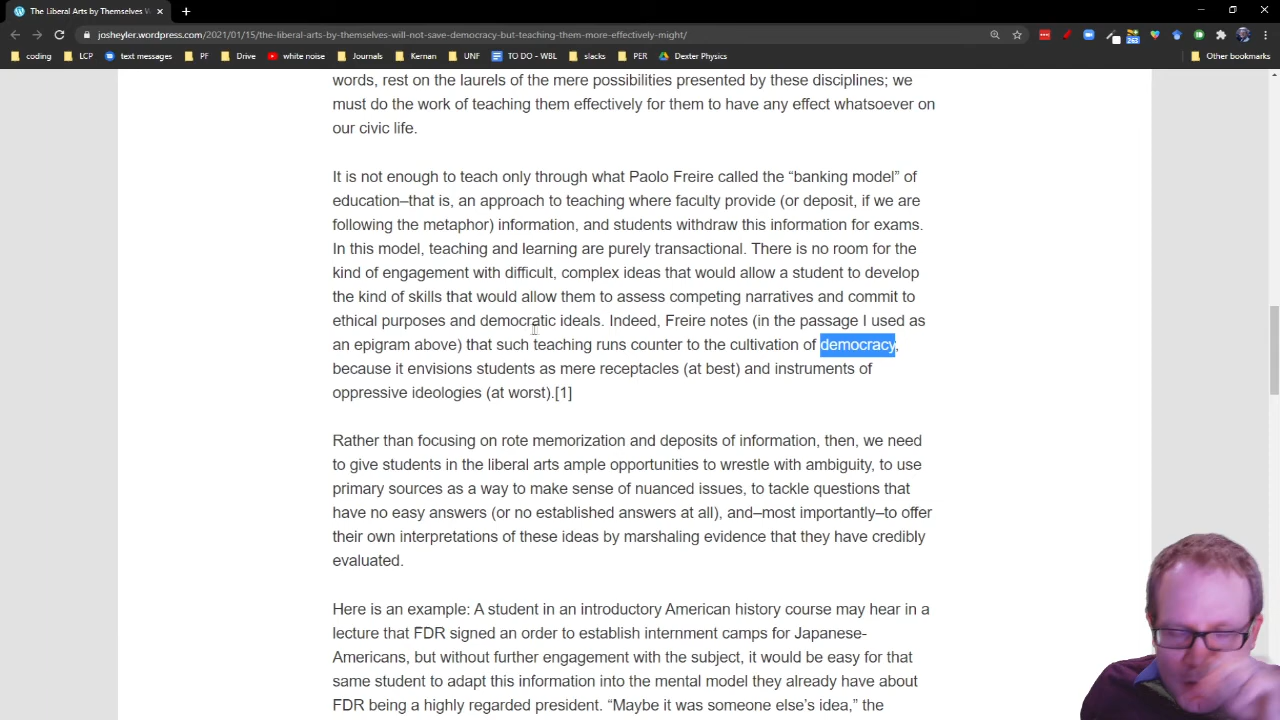 The Liberal Arts by Themselves W
josheyler.wordpress.com/2021/01/15/the-liberal-arts-by-themselves-will-not-save-democracy-but-teaching-them-more-effectively-might/
263
coding LCP text messages PF Drive white noise Journals Kernan UNF TO DO - WBL slacks PER Dexter Physics Other bookmarks
words, rest on the laurels of the mere possibilities presented by these disciplines; we
must do the work of teaching them effectively for them to have any effect whatsoever on
our civic life.
It is not enough to teach only through what Paolo Freire called the “banking model” of
education–that is, an approach to teaching where faculty provide (or deposit, if we are
following the metaphor) information, and students withdraw this information for exams.
In this model, teaching and learning are purely transactional. There is no room for the
kind of engagement with difficult, complex ideas that would allow a student to develop
the kind of skills that would allow them to assess competing narratives and commit to
ethical purposes and democratic ideals. Indeed, Freire notes (in the passage I used as
an epigram above) that such teaching runs counter to the cultivation of democracy,
because it envisions students as mere receptacles (at best) and instruments of
oppressive ideologies (at worst).[1]
Rather than focusing on rote memorization and deposits of information, then, we need
to give students in the liberal arts ample opportunities to wrestle with ambiguity, to use
primary sources as a way to make sense of nuanced issues, to tackle questions that
have no easy answers (or no established answers at all), and–most importantly–to offer
their own interpretations of these ideas by marshaling evidence that they have credibly
evaluated.
Here is an example: A student in an introductory American history course may hear in a
lecture that FDR signed an order to establish internment camps for Japanese-
Americans, but without further engagement with the subject, it would be easy for that
same student to adapt this information into the mental model they already have about
FDR being a highly regarded president. “Maybe it was someone else’s idea,” the